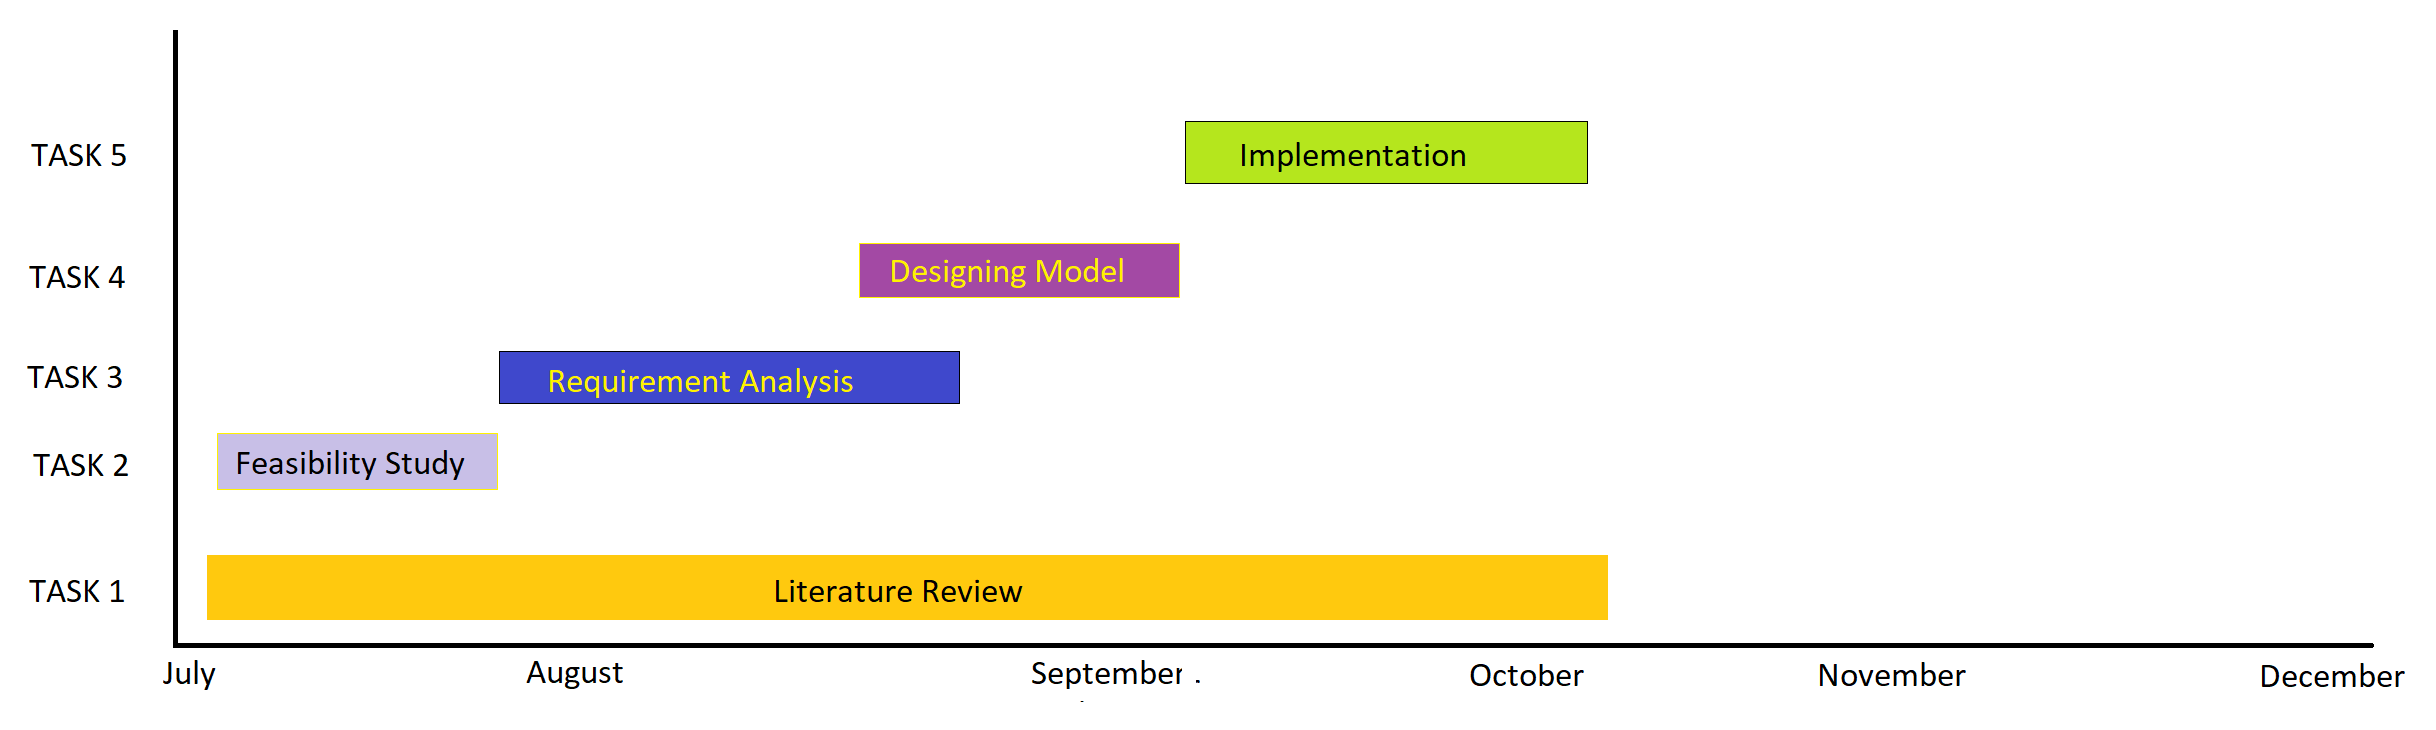 TASK 5 Implementation
TASK 4 Designing Model
TASK 3 Requirement Analysis
TASK 2 Feasibility Study
TASK 1 Literature Review
July August September . October November December